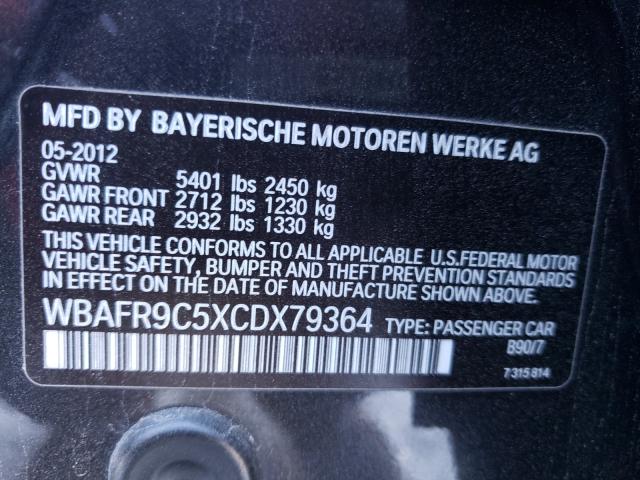 MFD BY BAYERISCHE MOTOREN WERKE AG
05-2012
GVWR 5401 lbs 2450 kg
GAWR FRONT 2712 lbs 1230 kg
GAWR REAR 2932 lbs 1330 kg
THIS VEHICLE CONFORMS TO ALL APPLICABLE U.S.FEDERAL MOTOR
VEHICLE SAFETY, BUMPER AND THEFT PREVENTION STANDARDS
IN EFFECT ON THE DATE OF MANUFACTURE SHOWN ABOVE.
WBAFR9C5XCDX79364 TYPE: PASSENGER CAR
B90/7
7 315 814